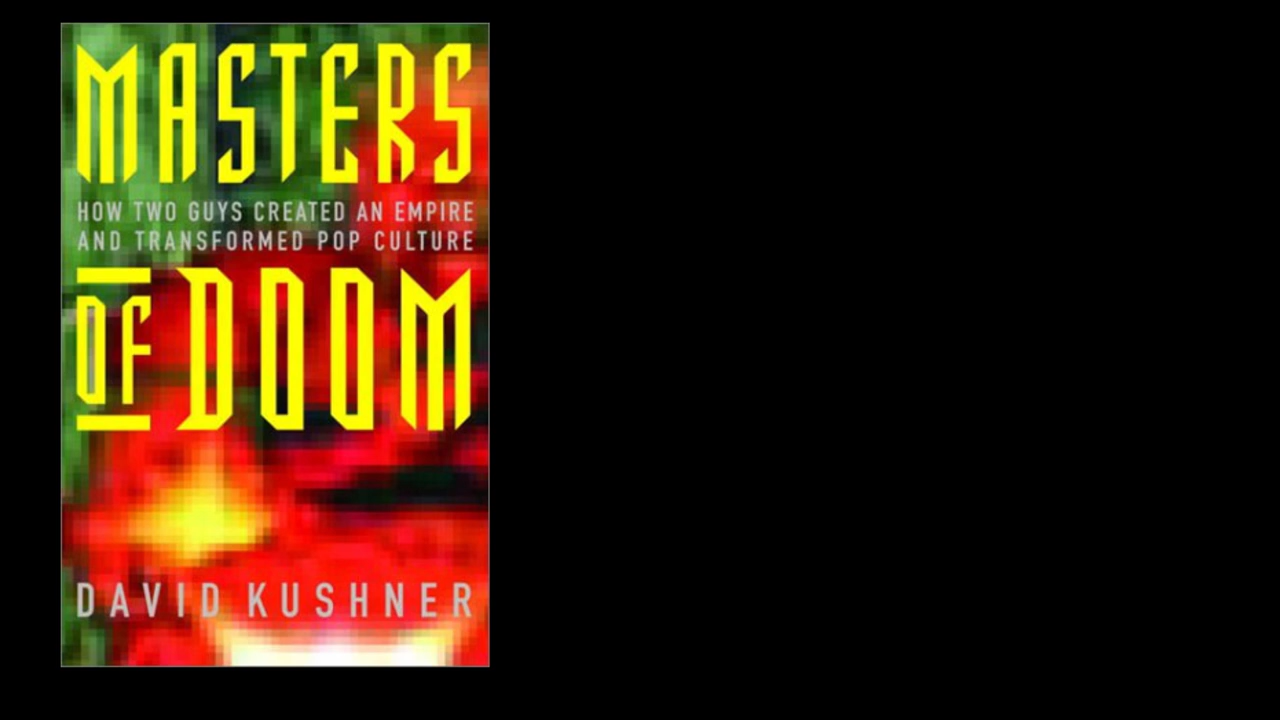 MASTERS
HOW TWO GUYS CREATED AN EMPIRE
AND TRANSFORMED POP CULTURE
OF DOOM
DAVID KUSHNER